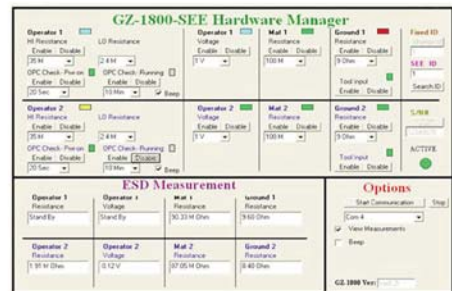 GZ-1800-SEE Hardware Manager
Operator 1 Operator 1 Mat 1 Ground 1 Fixed ID
HI Resistance LO Resistance Voltage Resistance Resistance
Enable Disable Enable Disable Enable Disable Enable Disable
35 M 2.4 M 1 V 100 M 9 Ohm SEE ID
OPC Check- Pwr on OPC Check- Running Tool Input 1
Enable Disable Enable Disable Enable Disable Search ID
20 Sec 10 Min Beep
Operator 2 Operator 2 Mat 2 Ground 2
HI Resistance LO Resistance Voltage Resistance Resistance
Enable Disable Enable Disable Enable Disable
35 M 2.4 M 1 V 100 M 9 Ohm
OPC Check- Pwr on OPC Check- Running Tool Input ACTIVE
Enable Disable Enable Disable Enable Disable
20 Sec 10 Min Beep
ESD Measurement Options
Operator 1 Operator 1 Mat 1 Ground 1 Start Communication Stop
Resistance Voltage Resistance Resistance
Stand By Stand By 90.33 M Ohm 9.60 Ohm Com 4
View Measurements
Operator 2 Operator 2 Mat 2 Ground 2 Beep
Resistance Voltage Resistance Resistance
1.91 M Ohm 0.12 V 87.05 M Ohm 8.40 Ohm
GZ-1800 Ver: